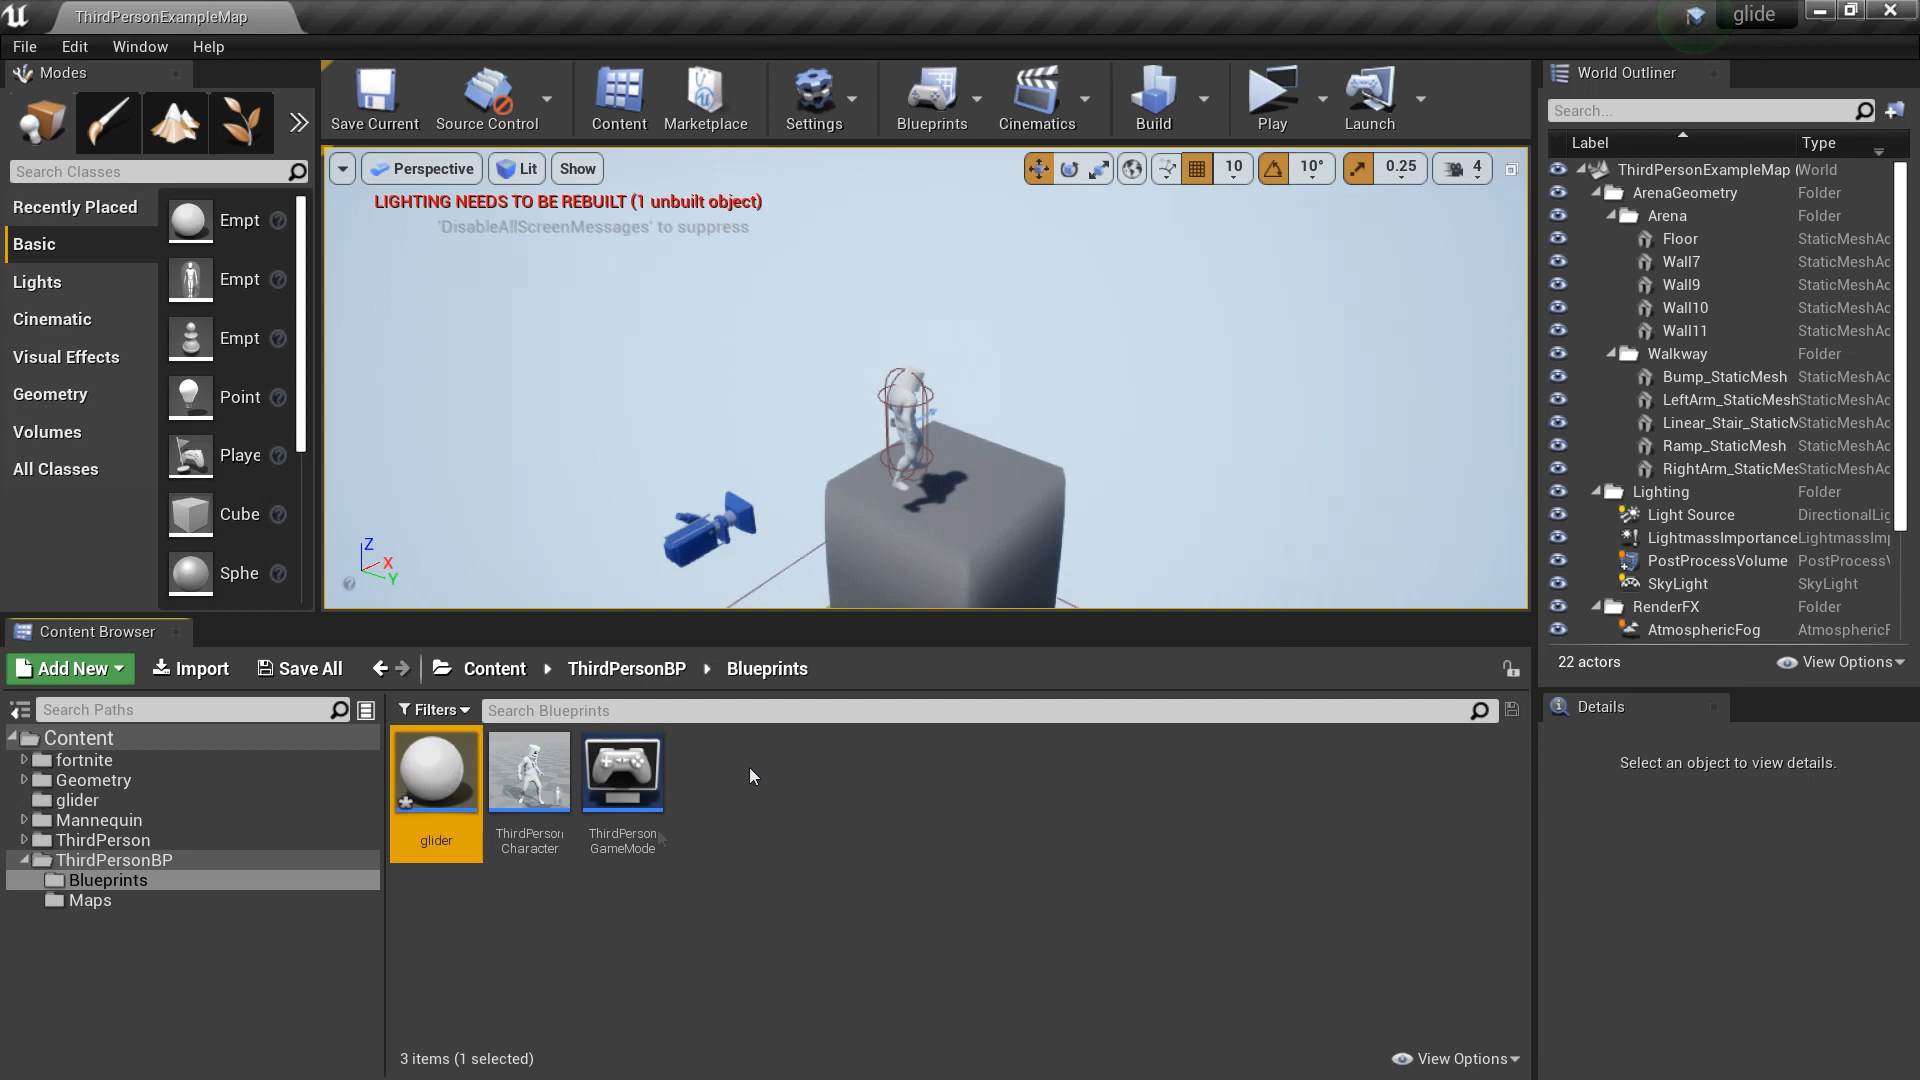 ThirdPersonExampleMap
glide
File Edit Window Help
Modes
Save Current
Source Control
Content
Marketplace
Settings
Blueprints
Cinematics
Build
Play
Launch
World Outliner
Search...
Label Type
Search Classes
Recently Placed
Basic
Lights
Cinematic
Visual Effects
Geometry
Volumes
All Classes
Empt
Empt
Empt
Point
Playe
Cube
Sphe
Perspective Lit Show
10 10° 0.25 4
LIGHTING NEEDS TO BE REBUILT (1 unbuilt object)
'DisableAllScreenMessages' to suppress
Z
X
Y
ThirdPersonExampleMap ( World
ArenaGeometry Folder
Arena Folder
Floor StaticMeshAc
Wall7 StaticMeshAc
Wall9 StaticMeshAc
Wall10 StaticMeshAc
Wall11 StaticMeshAc
Walkway Folder
Bump_StaticMesh StaticMeshAc
LeftArm_StaticMesh StaticMeshAc
Linear_Stair_StaticM StaticMeshAc
Ramp_StaticMesh StaticMeshAc
RightArm_StaticMes StaticMeshAc
Lighting Folder
Light Source DirectionalLig
LightmassImportance LightmassImp
PostProcessVolume PostProcessV
SkyLight SkyLight
RenderFX Folder
AtmosphericFog AtmosphericF
22 actors View Options
Details
Select an object to view details.
Content Browser
Add New Import Save All Content ThirdPersonBP Blueprints
Search Paths
Filters Search Blueprints
Content
fortnite
Geometry
glider
Mannequin
ThirdPerson
ThirdPersonBP
Blueprints
Maps
glider
ThirdPerson
Character
ThirdPerson
GameMode
3 items (1 selected) View Options